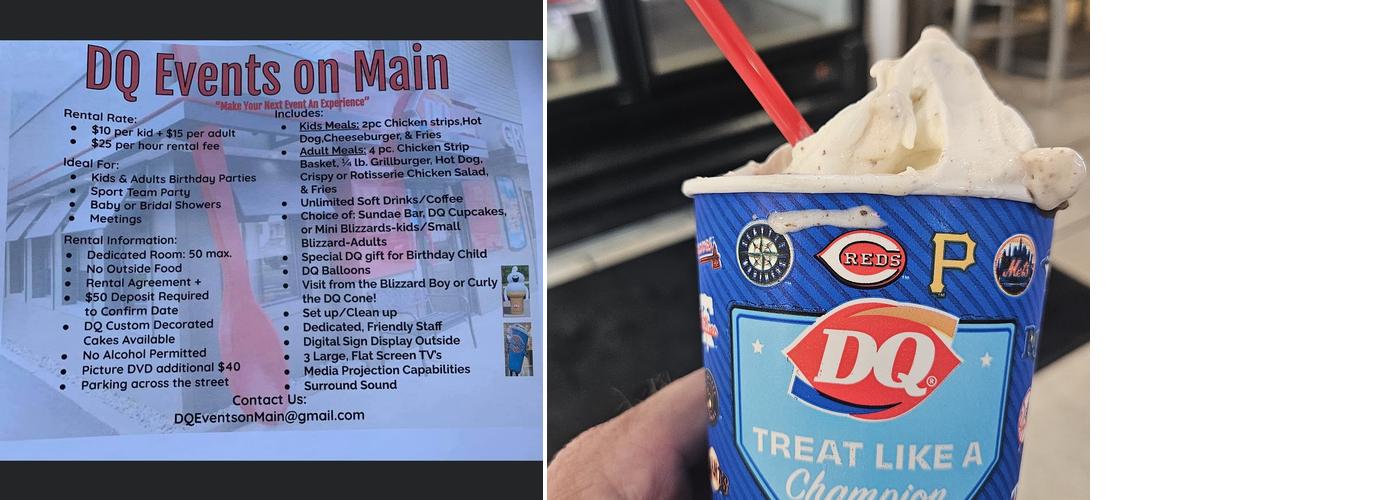 DQ Events on Main
"Make Your Next Event An Experience"
Rental Rate:
$10 per kid + $15 per adult
$25 per hour rental fee
Ideal For:
Kids & Adults Birthday Parties
Sport Team Party
Baby or Bridal Showers
Meetings
Rental Information:
Dedicated Room: 50 max.
No Outside Food
Rental Agreement +
$50 Deposit Required
to Confirm Date
DQ Custom Decorated
Cakes Available
No Alcohol Permitted
Picture DVD additional $40
Parking across the street
Includes:
Kids Meals: 2pc Chicken strips,Hot
Dog,Cheeseburger, & Fries
Adult Meals: 4 pc. Chicken Strip
Basket, ¼ lb. Grillburger, Hot Dog,
Crispy or Rotisserie Chicken Salad,
& Fries
Unlimited Soft Drinks/Coffee
Choice of: Sundae Bar, DQ Cupcakes,
or Mini Blizzards-kids/Small
Blizzard-Adults
Special DQ gift for Birthday Child
DQ Balloons
Visit from the Blizzard Boy or Curly
the DQ Cone!
Set up/Clean up
Dedicated, Friendly Staff
Digital Sign Display Outside
3 Large, Flat Screen TV's
Media Projection Capabilities
Surround Sound
Contact Us:
DQEventsonMain@gmail.com
REDS
P
Mets
DQ®
TREAT LIKE A
Champion